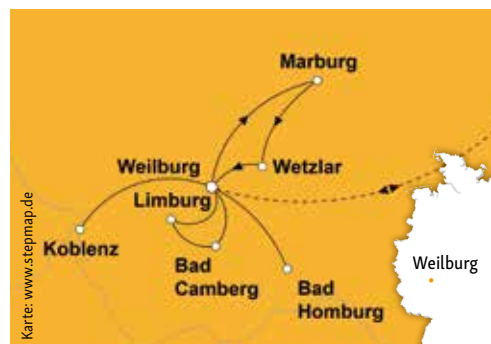 Marburg
Weilburg
Wetzlar
Limburg
Koblenz
Bad
Camberg
Bad
Homburg
Weilburg
Karte: www.stepmap.de